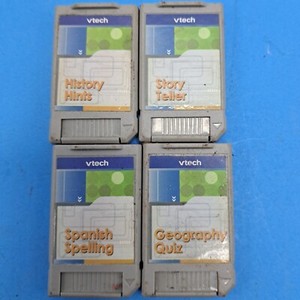 vtech
History
Hints
vtech
Story
Teller
vtech
Spanish
Spelling
vtech
Geography
Quiz